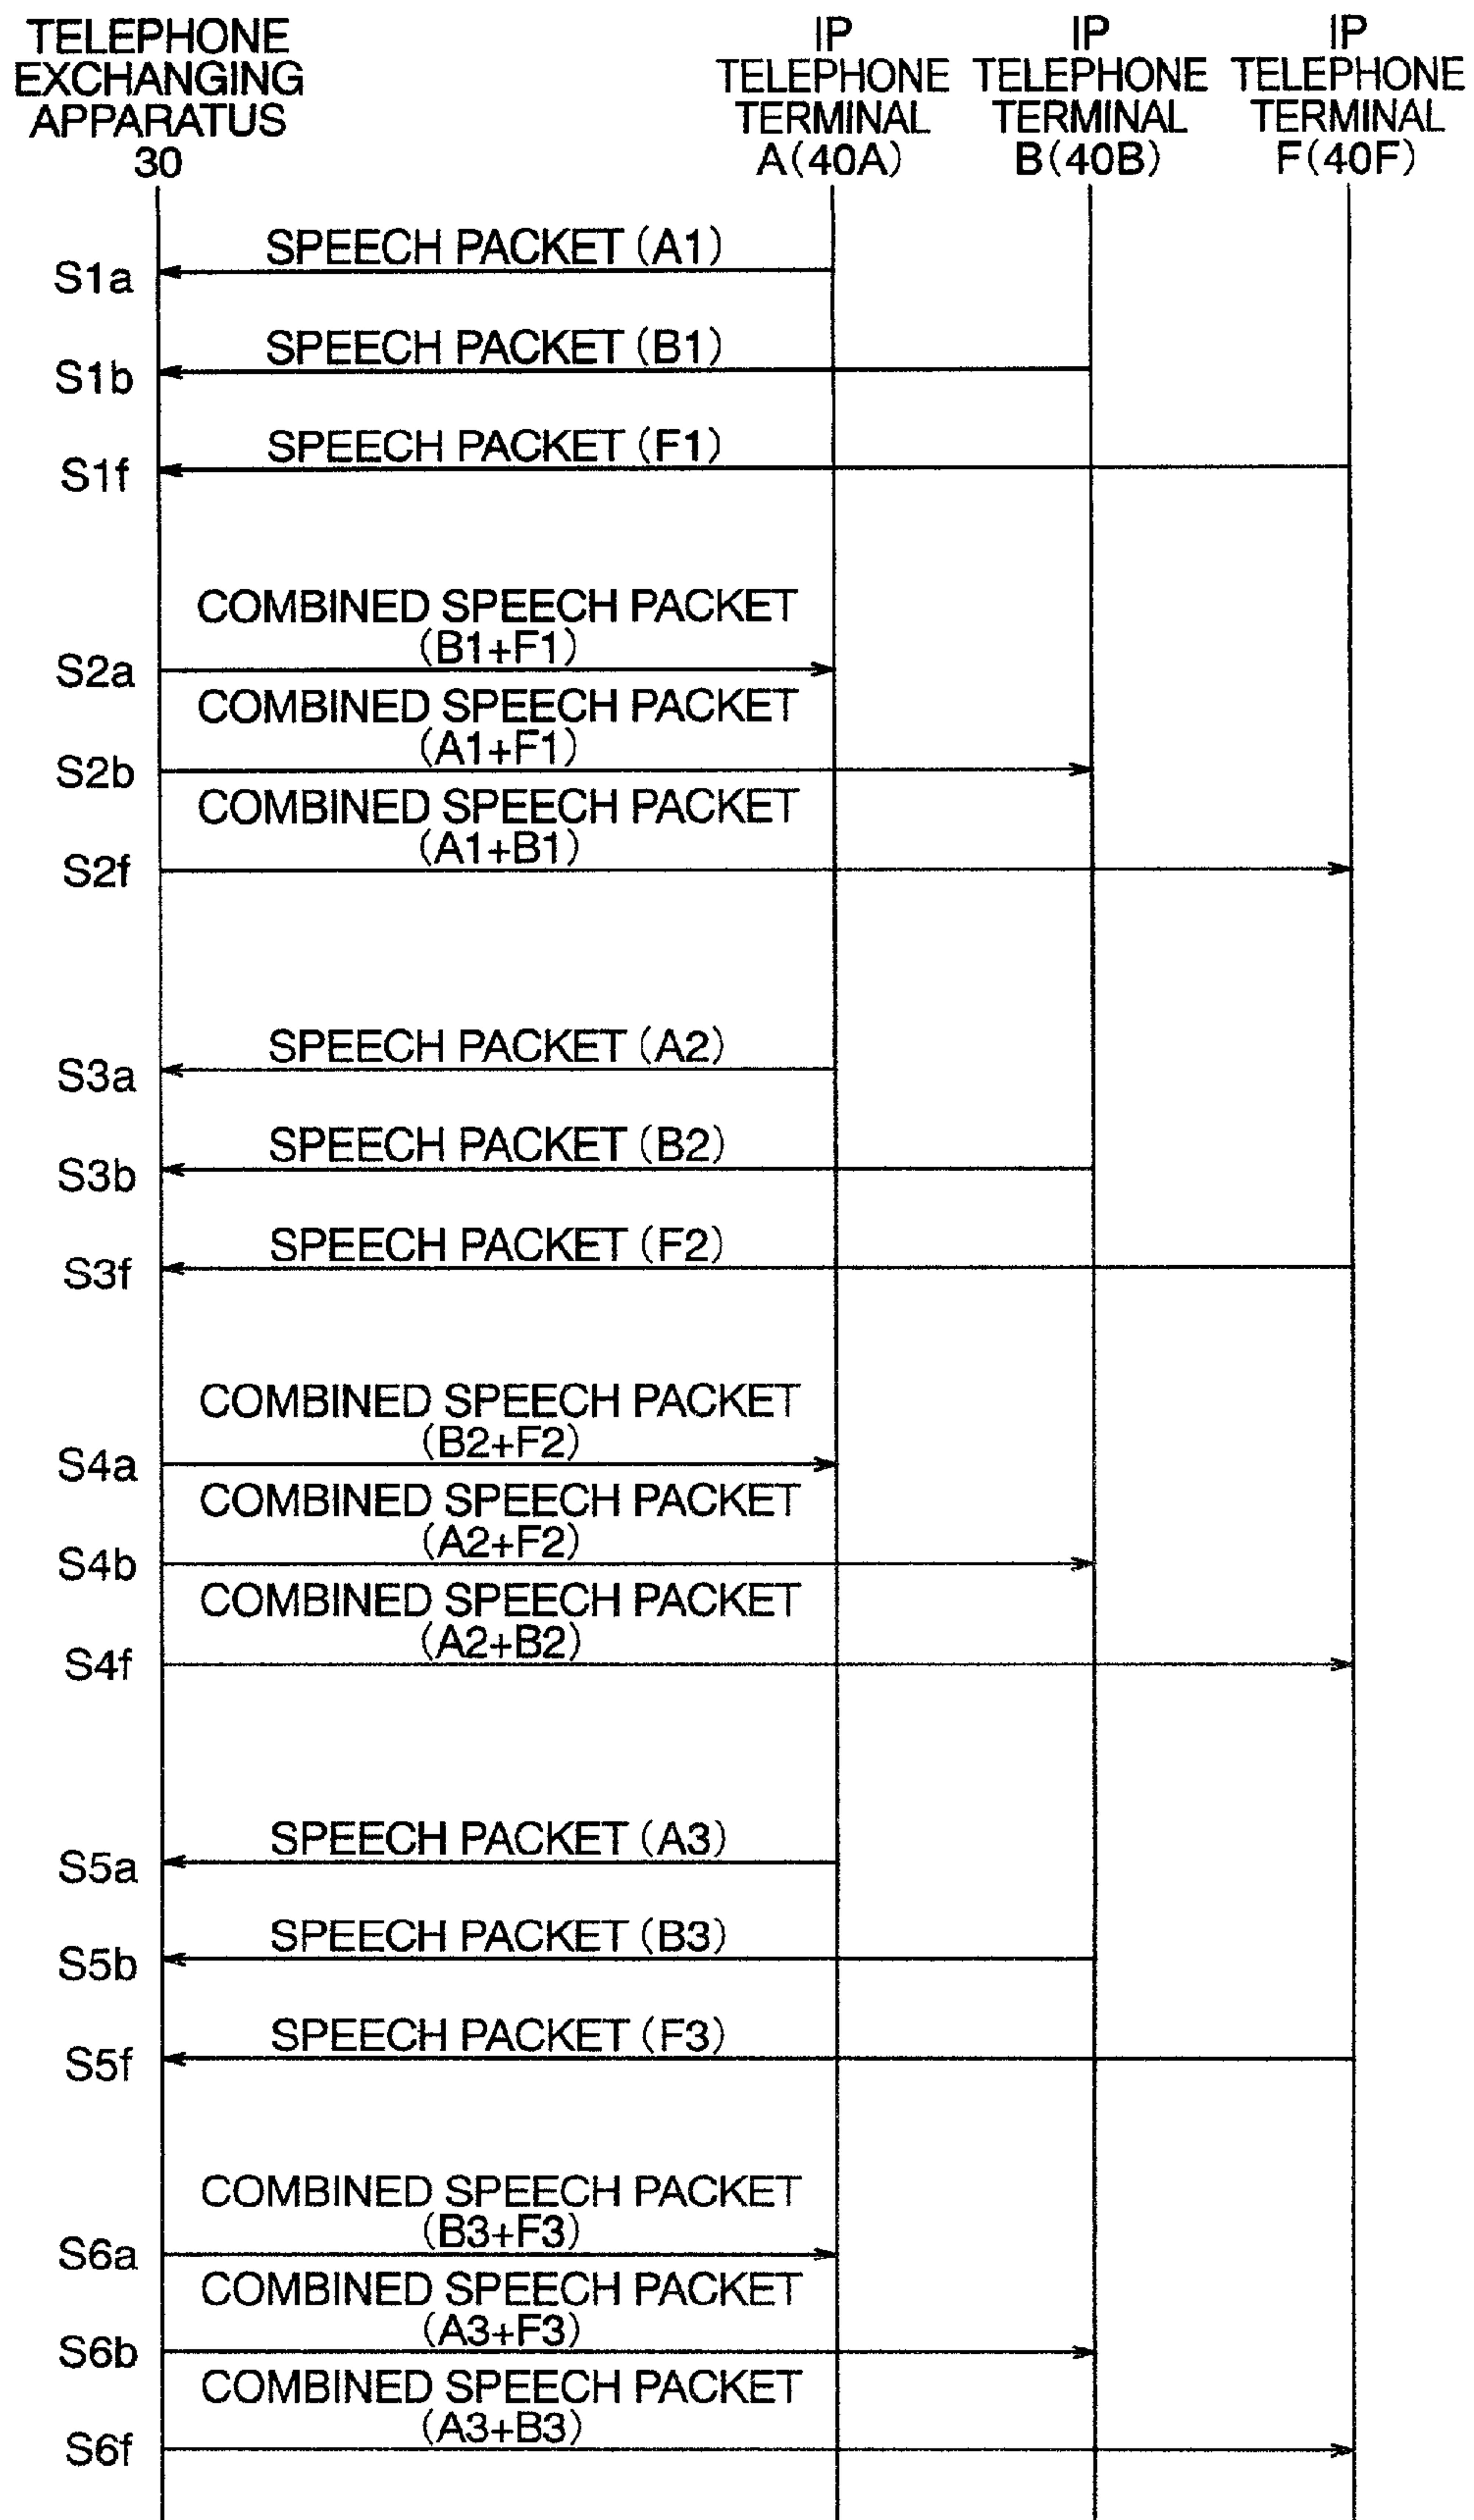 TELEPHONE
EXCHANGING
APPARATUS
30
IP
TELEPHONE
TERMINAL
A(40A)
IP
TELEPHONE
TERMINAL
B(40B)
IP
TELEPHONE
TERMINAL
F(40F)
SPEECH PACKET (A1)
S1a
SPEECH PACKET (B1)
S1b
SPEECH PACKET (F1)
S1f
COMBINED SPEECH PACKET
(B1+F1)
S2a
COMBINED SPEECH PACKET
(A1+F1)
S2b
COMBINED SPEECH PACKET
(A1+B1)
S2f
SPEECH PACKET (A2)
S3a
SPEECH PACKET (B2)
S3b
SPEECH PACKET (F2)
S3f
COMBINED SPEECH PACKET
(B2+F2)
S4a
COMBINED SPEECH PACKET
(A2+F2)
S4b
COMBINED SPEECH PACKET
(A2+B2)
S4f
SPEECH PACKET (A3)
S5a
SPEECH PACKET (B3)
S5b
SPEECH PACKET (F3)
S5f
COMBINED SPEECH PACKET
(B3+F3)
S6a
COMBINED SPEECH PACKET
(A3+F3)
S6b
COMBINED SPEECH PACKET
(A3+B3)
S6f